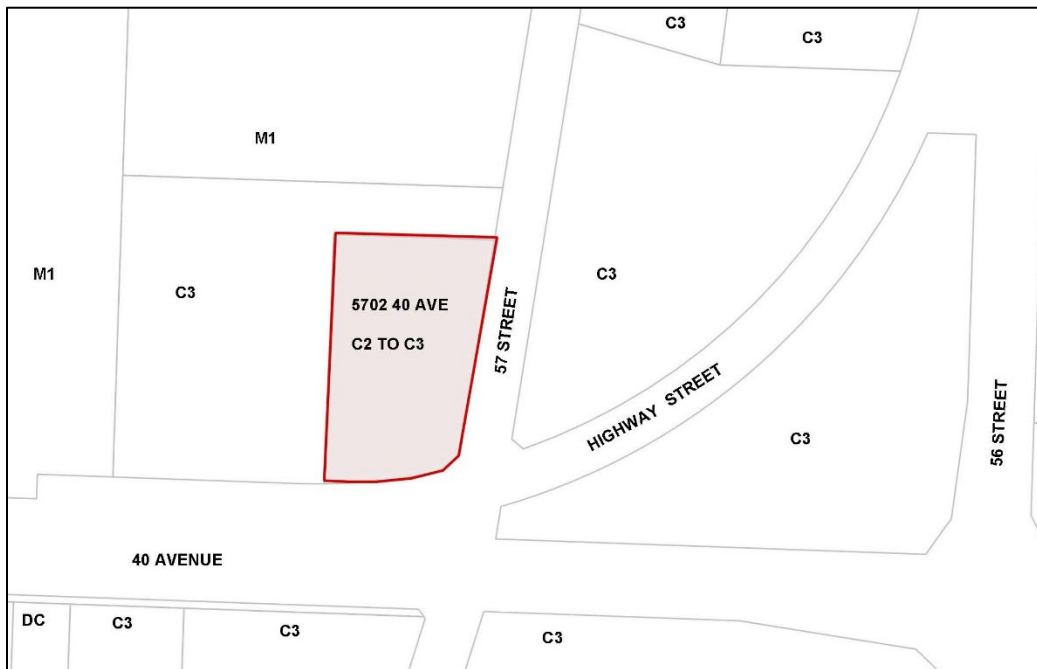 C3
C3
M1
M1
C3
C3
5702 40 AVE
C2 TO C3
57 STREET
HIGHWAY STREET
C3
56 STREET
40 AVENUE
DC
C3
C3
C3